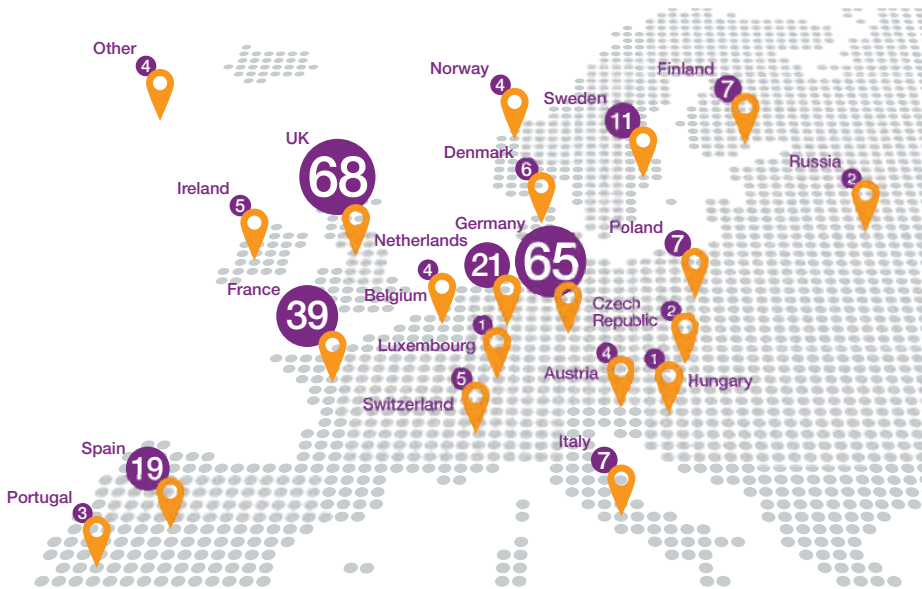 Other
4
Norway
4
Finland
7
Sweden
11
UK
68
Denmark
6
Russia
2
Ireland
5
Germany
65
Netherlands
21
Poland
7
Belgium
4
France
39
Czech
Republic
2
Luxembourg
1
Austria
4
Hungary
1
Switzerland
5
Italy
7
Spain
19
Portugal
3